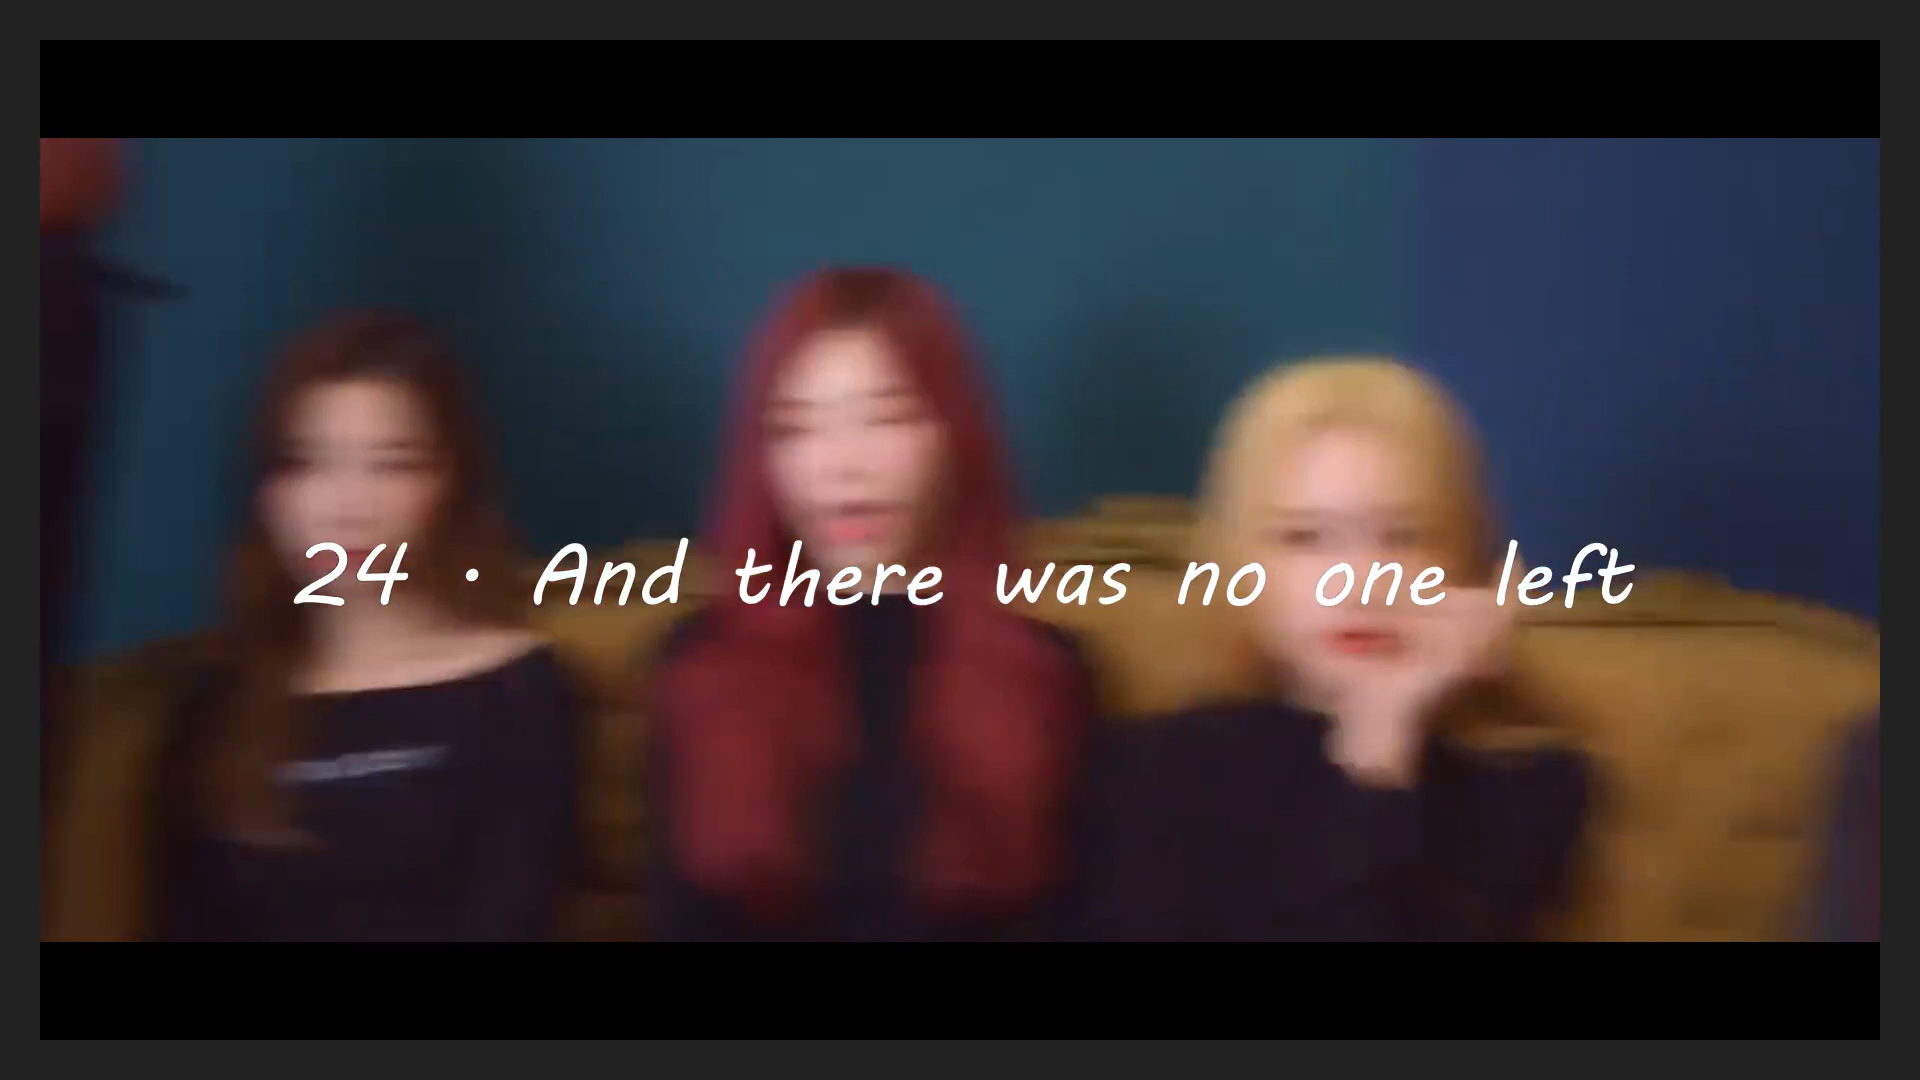 24 · And there was no one left